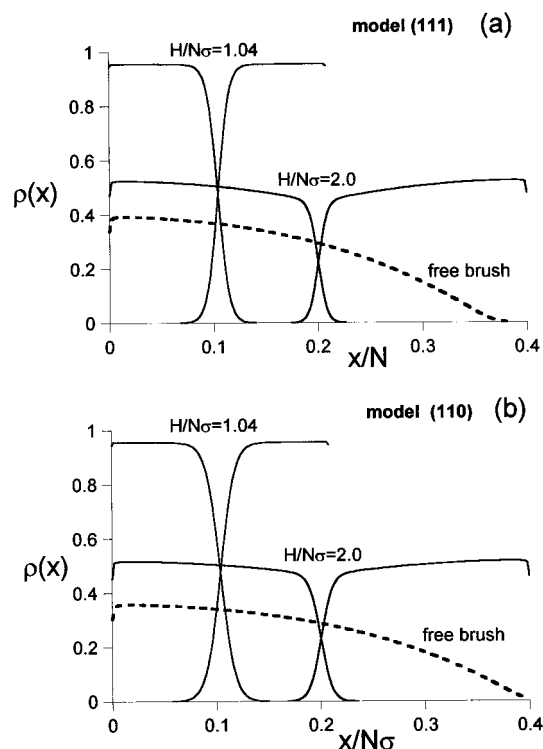 model (111) (a)
H/Nσ=1.04
1
0.8
0.6
H/Nσ=2.0
ρ(x)
0.4
free brush
0.2
0
0 0.1 0.2 0.3 0.4
x/N
model (110) (b)
H/Nσ=1.04
1
0.8
0.6
H/Nσ=2.0
ρ(x)
0.4
free brush
0.2
0
0 0.1 0.2 0.3 0.4
x/Nσ